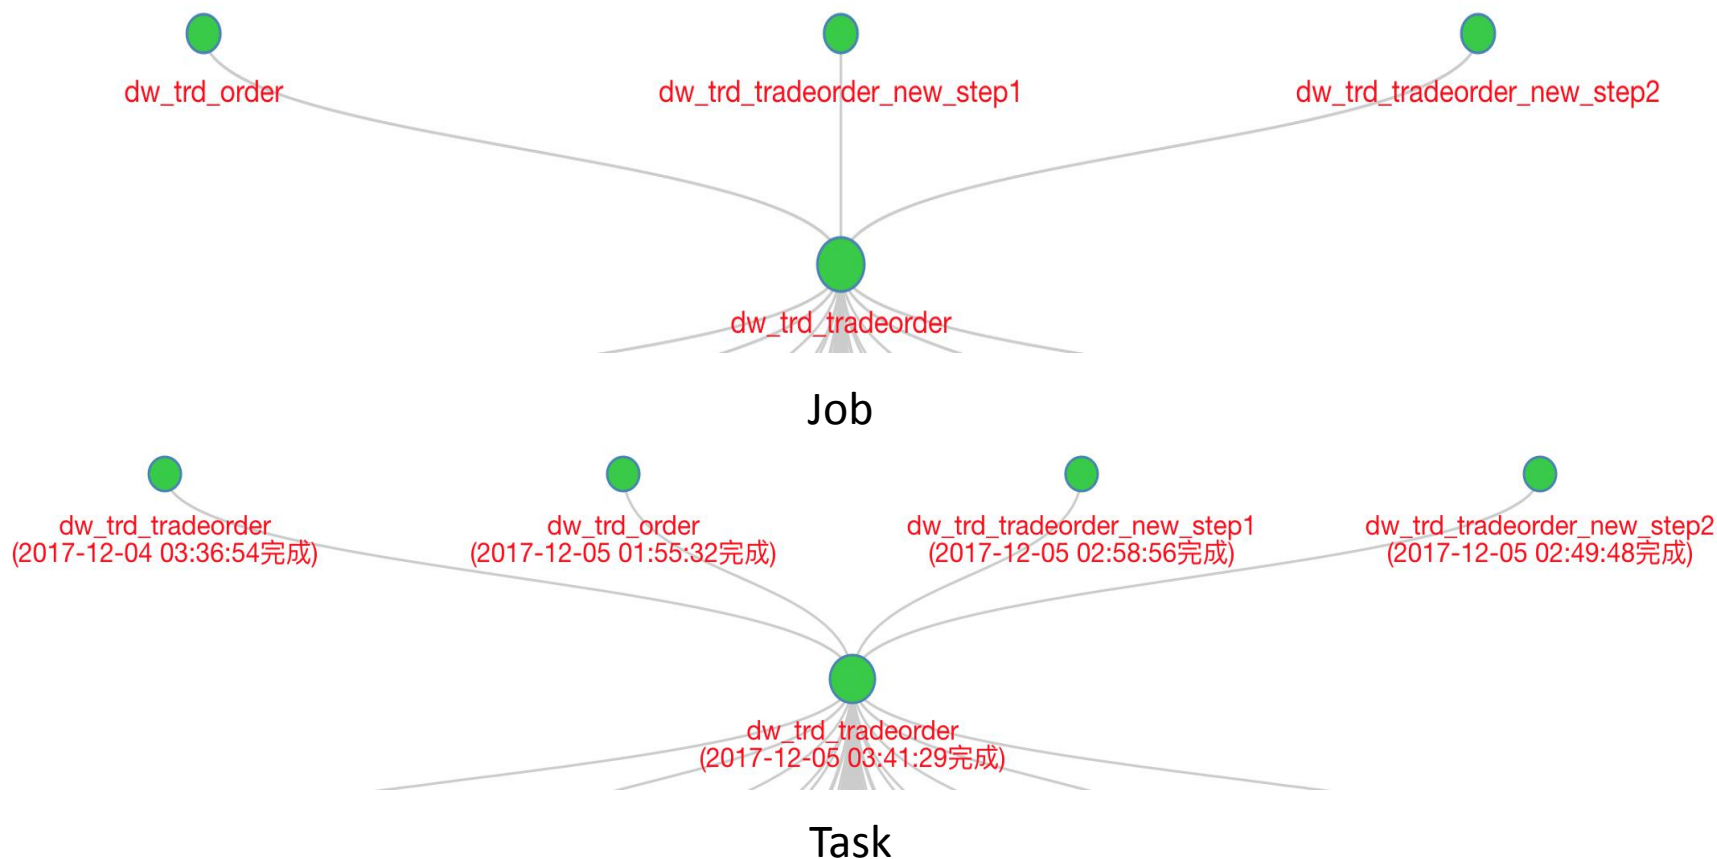 dw_trd_order
dw_trd_tradeorder_new_step1
dw_trd_tradeorder_new_step2
dw_trd_tradeorder
Job
dw_trd_tradeorder
(2017-12-04 03:36:54完成)
dw_trd_order
(2017-12-05 01:55:32完成)
dw_trd_tradeorder_new_step1
(2017-12-05 02:58:56完成)
dw_trd_tradeorder_new_step2
(2017-12-05 02:49:48完成)
dw_trd_tradeorder
(2017-12-05 03:41:29完成)
Task